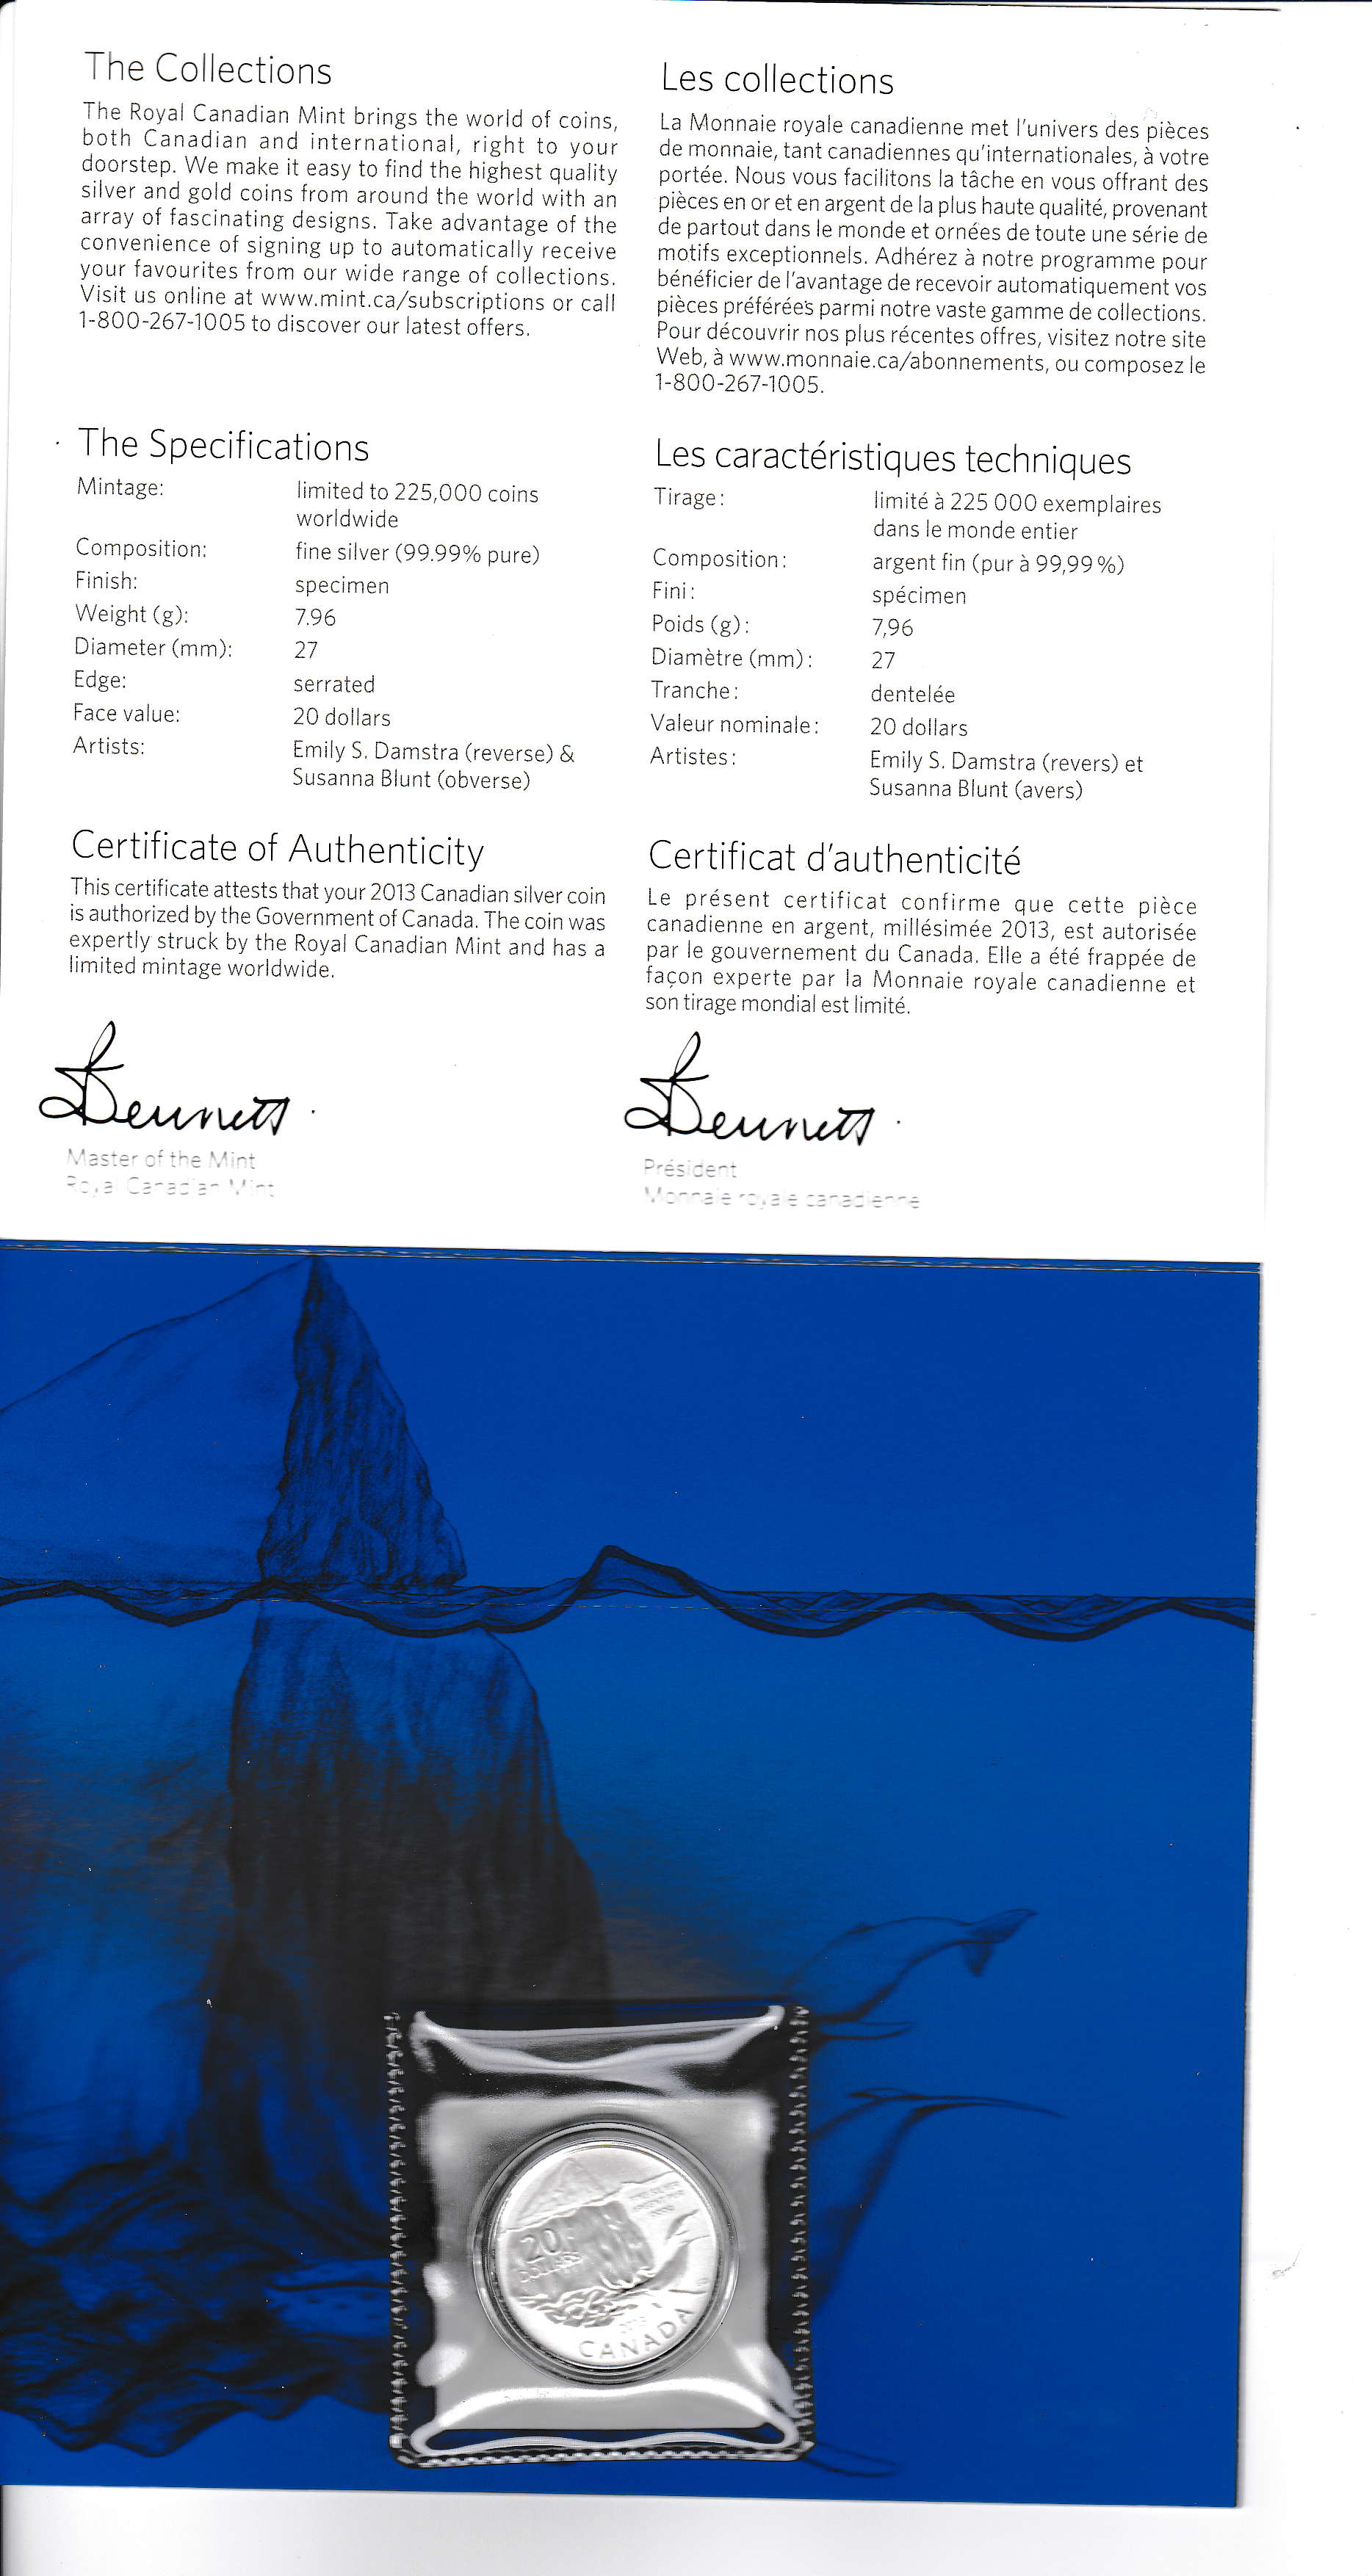 The Collections
The Royal Canadian Mint brings the world of coins,
both Canadian and international, right to your
doorstep. We make it easy to find the highest quality
silver and gold coins from around the world with an
array of fascinating designs. Take advantage of the
convenience of signing up to automatically receive
your favourites from our wide range of collections.
Visit us online at www.mint.ca/subscriptions or call
1-800-267-1005 to discover our latest offers.
The Specifications
Mintage: limited to 225,000 coins
worldwide
Composition: fine silver (99.99% pure)
Finish: specimen
Weight (g): 7.96
Diameter (mm): 27
Edge: serrated
Face value: 20 dollars
Artists: Emily S. Damstra (reverse) &
Susanna Blunt (obverse)
Certificate of Authenticity
This certificate attests that your 2013 Canadian silver coin
is authorized by the Government of Canada. The coin was
expertly struck by the Royal Canadian Mint and has a
limited mintage worldwide.
Bennett
Master of the Mint
Royal Canadian Mint
Les collections
La Monnaie royale canadienne met l'univers des pièces
de monnaie, tant canadiennes qu'internationales, à votre
portée. Nous vous facilitons la tâche en vous offrant des
pièces en or et en argent de la plus haute qualité, provenant
de partout dans le monde et ornées de toute une série de
motifs exceptionnels. Adhérez à notre programme pour
bénéficier de l'avantage de recevoir automatiquement vos
pièces préférées parmi notre vaste gamme de collections.
Pour découvrir nos plus récentes offres, visitez notre site
Web, à www.monnaie.ca/abonnements, ou composez le
1-800-267-1005.
Les caractéristiques techniques
Tirage : limité à 225 000 exemplaires
dans le monde entier
Composition : argent fin (pur à 99,99 %)
Fini : spécimen
Poids (g) : 7,96
Diamètre (mm) : 27
Tranche : dentelée
Valeur nominale : 20 dollars
Artistes : Emily S. Damstra (revers) et
Susanna Blunt (avers)
Certificat d'authenticité
Le présent certificat confirme que cette pièce
canadienne en argent, millésimée 2013, est autorisée
par le gouvernement du Canada. Elle a été frappée de
façon experte par la Monnaie royale canadienne et
son tirage mondial est limité.
Bennett
Président
Monnaie royale canadienne
20
DOLLARS
2013
CANADA